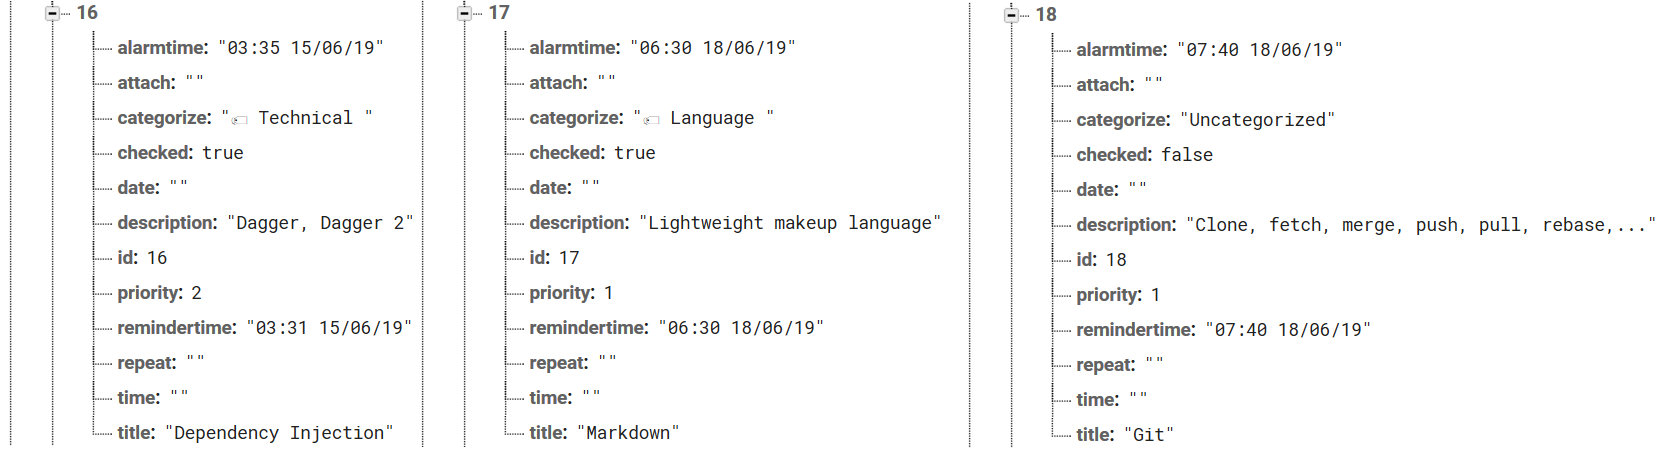 16
alarmtime: "03:35 15/06/19"
attach: ""
categorize: "🏷 Technical "
checked: true
date: ""
description: "Dagger, Dagger 2"
id: 16
priority: 2
remindertime: "03:31 15/06/19"
repeat: ""
time: ""
title: "Dependency Injection"
17
alarmtime: "06:30 18/06/19"
attach: ""
categorize: "🏷 Language "
checked: true
date: ""
description: "Lightweight makeup language"
id: 17
priority: 1
remindertime: "06:30 18/06/19"
repeat: ""
time: ""
title: "Markdown"
18
alarmtime: "07:40 18/06/19"
attach: ""
categorize: "Uncategorized"
checked: false
date: ""
description: "Clone, fetch, merge, push, pull, rebase,..."
id: 18
priority: 1
remindertime: "07:40 18/06/19"
repeat: ""
time: ""
title: "Git"